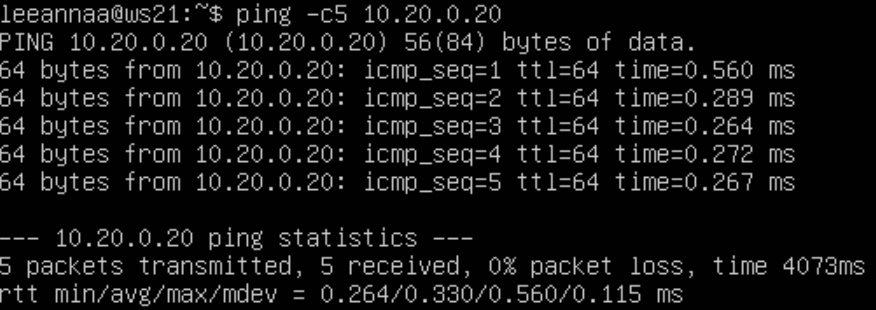 leeannaa@ws21:~$ ping -c5 10.20.0.20
PING 10.20.0.20 (10.20.0.20) 56(84) bytes of data.
64 bytes from 10.20.0.20: icmp_seq=1 ttl=64 time=0.560 ms
64 bytes from 10.20.0.20: icmp_seq=2 ttl=64 time=0.289 ms
64 bytes from 10.20.0.20: icmp_seq=3 ttl=64 time=0.264 ms
64 bytes from 10.20.0.20: icmp_seq=4 ttl=64 time=0.272 ms
64 bytes from 10.20.0.20: icmp_seq=5 ttl=64 time=0.267 ms
--- 10.20.0.20 ping statistics ---
5 packets transmitted, 5 received, 0% packet loss, time 4073ms
rtt min/avg/max/mdev = 0.264/0.330/0.560/0.115 ms